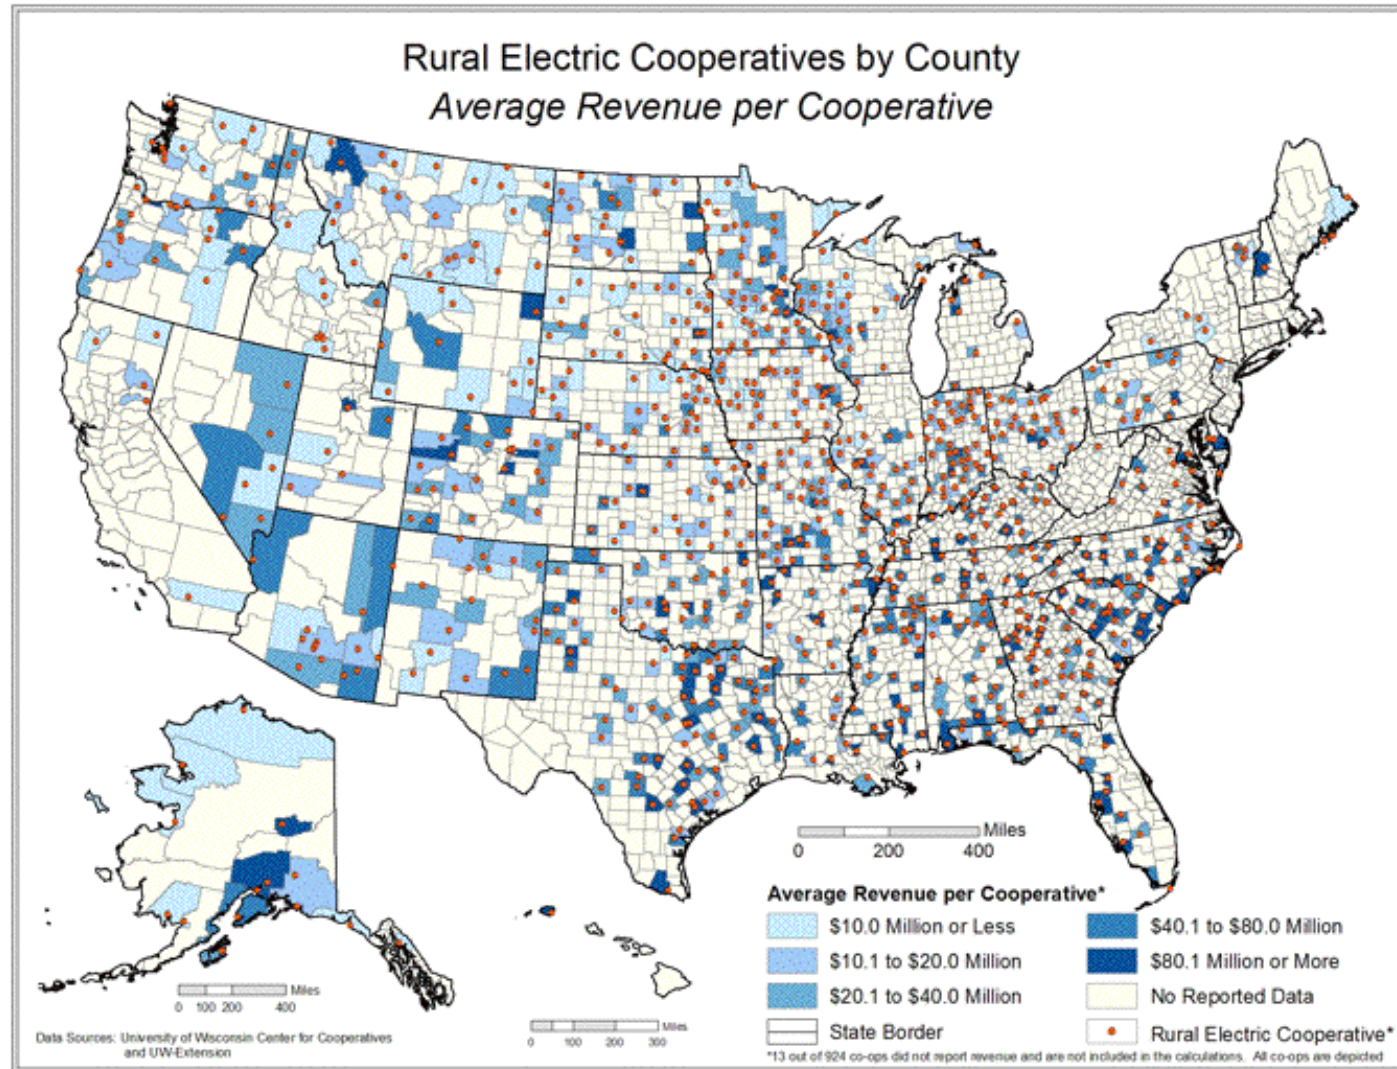 Rural Electric Cooperatives by County
Average Revenue per Cooperative
Miles
0 200 400
Average Revenue per Cooperative*
$10.0 Million or Less
$40.1 to $80.0 Million
$10.1 to $20.0 Million
$80.1 Million or More
$20.1 to $40.0 Million
No Reported Data
State Border
Rural Electric Cooperative*
Miles
0 100 200 400
Miles
0 100 200 300
Data Sources: University of Wisconsin Center for Cooperatives
and UW-Extension
*13 out of 924 co-ops did not report revenue and are not included in the calculations. All co-ops are depicted